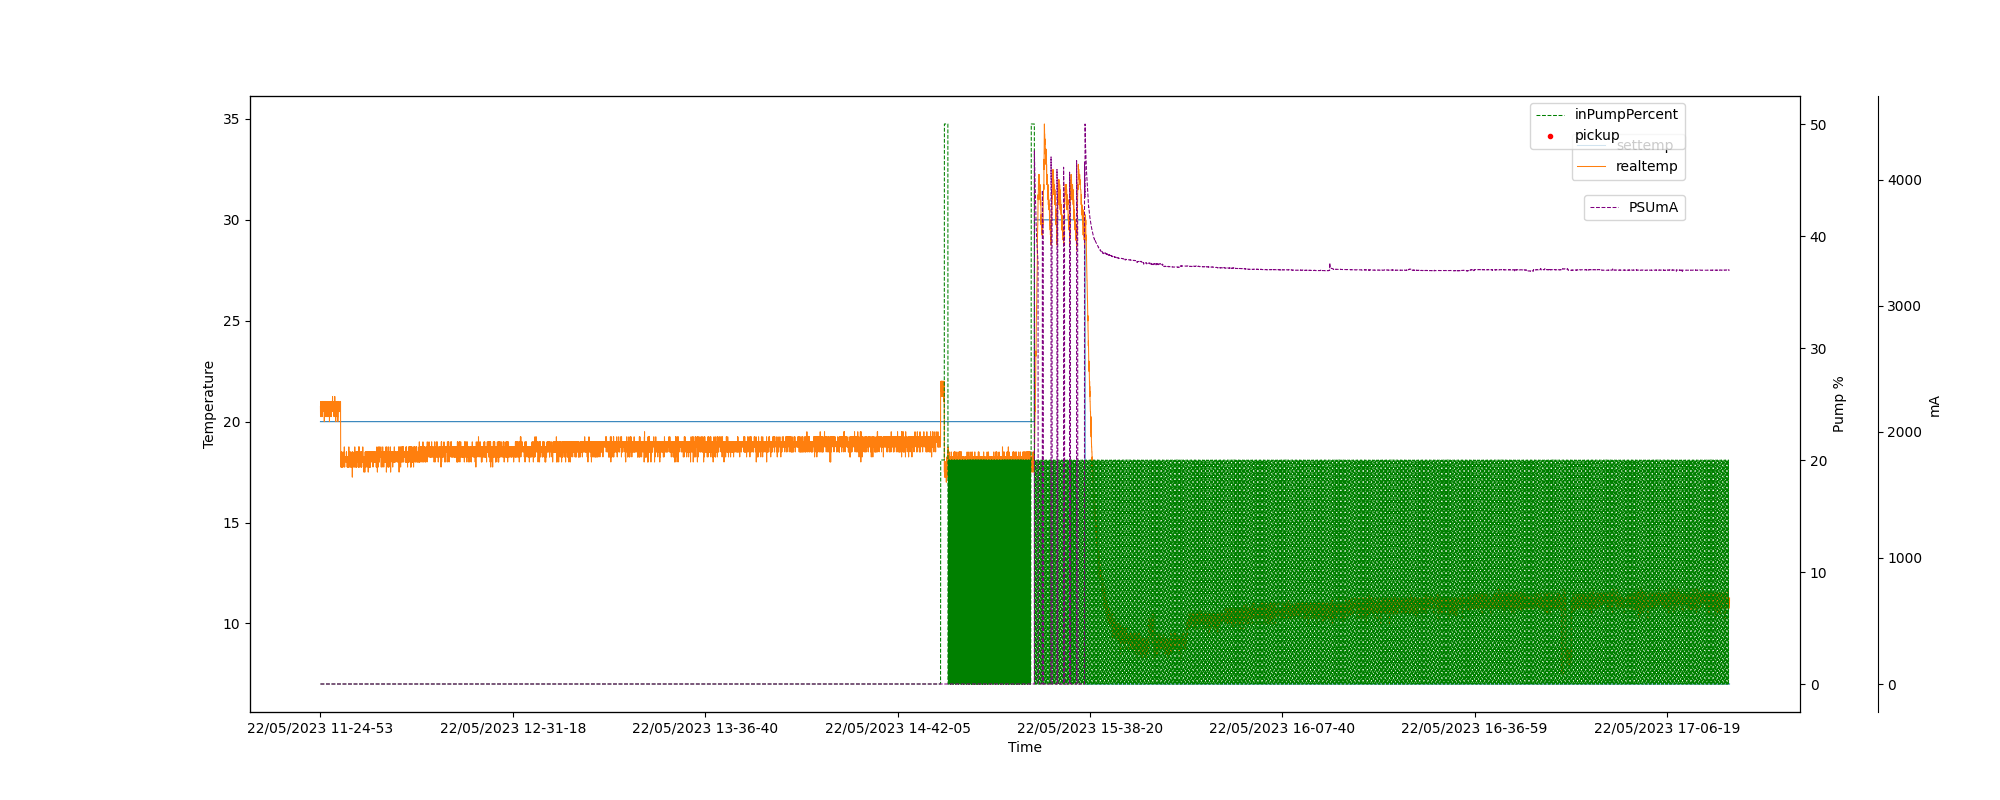 35
30
25
20
15
10
Temperature
inPumpPercent
pickup
settemp
realtemp
PSUmA
50
40
30
20
10
0
Pump %
4000
3000
2000
1000
0
mA
22/05/2023 11-24-53
22/05/2023 12-31-18
22/05/2023 13-36-40
22/05/2023 14-42-05
22/05/2023 15-38-20
22/05/2023 16-07-40
22/05/2023 16-36-59
22/05/2023 17-06-19
Time